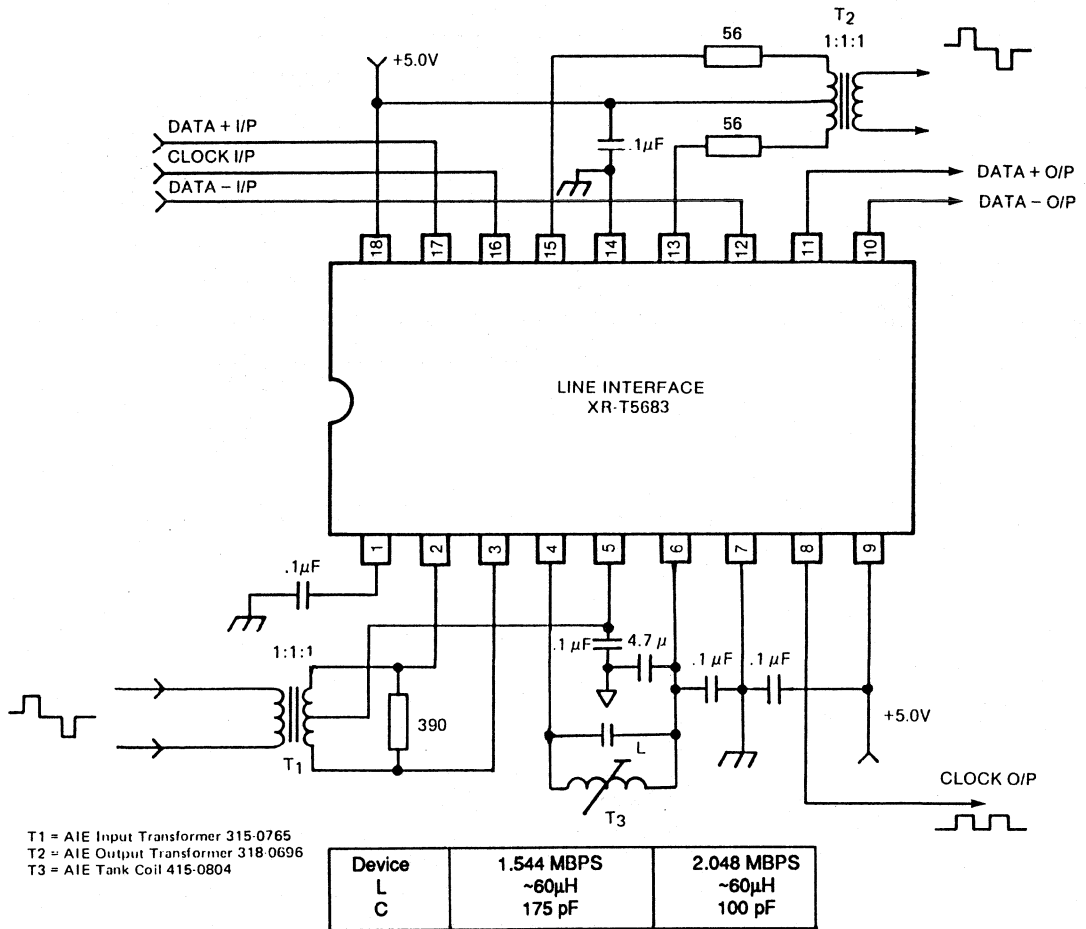 T2
1:1:1
56
+5.0V
56
.1µF
DATA + I/P
CLOCK I/P
DATA – I/P
DATA + O/P
DATA – O/P
18 17 16 15 14 13 12 11 10
LINE INTERFACE
XR-T5683
1 2 3 4 5 6 7 8 9
.1µF
.1 µF
4.7 µ
.1 µF
.1 µF
1:1:1
390
+5.0V
L
T1
T3
CLOCK O/P
T1 = AIE Input Transformer 315-0765
T2 = AIE Output Transformer 318-0696
T3 = AIE Tank Coil 415-0804
Device 1.544 MBPS 2.048 MBPS
L ~60µH ~60µH
C 175 pF 100 pF